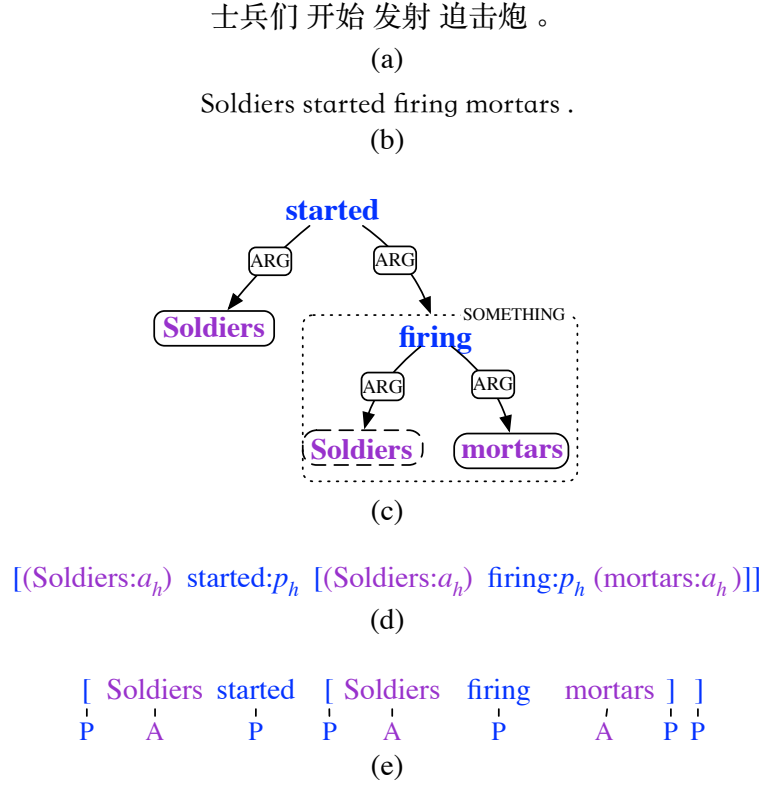 士兵们 开始 发射 迫击炮 。
(a)
Soldiers started firing mortars .
(b)
started
ARG ARG
SOMETHING
Soldiers
firing
ARG ARG
Soldiers mortars
(c)
[(Soldiers:a_h) started:p_h [(Soldiers:a_h) firing:p_h (mortars:a_h)]]
(d)
[ Soldiers started [ Soldiers firing mortars ] ]
P A P P A P A P P
(e)